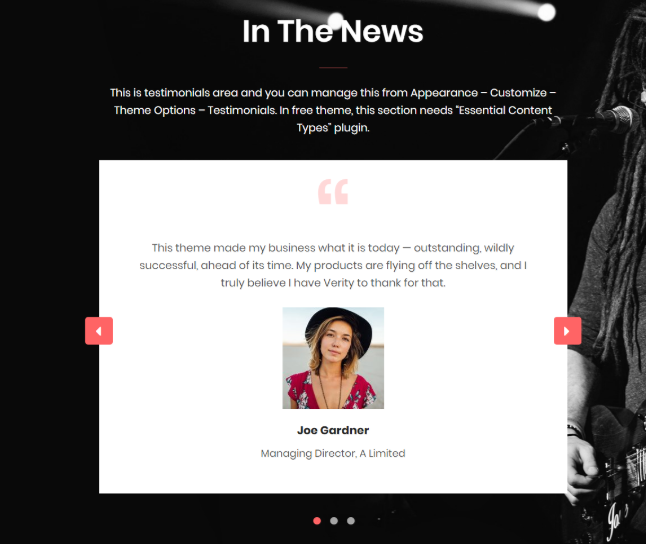 In The News
This is testimonials area and you can manage this from Appearance – Customize –
Theme Options – Testimonials. In free theme, this section needs "Essential Content
Types" plugin.
“
This theme made my business what it is today — outstanding, wildly
successful, ahead of its time. My products are flying off the shelves, and I
truly believe I have Verity to thank for that.
Joe Gardner
Managing Director, A Limited